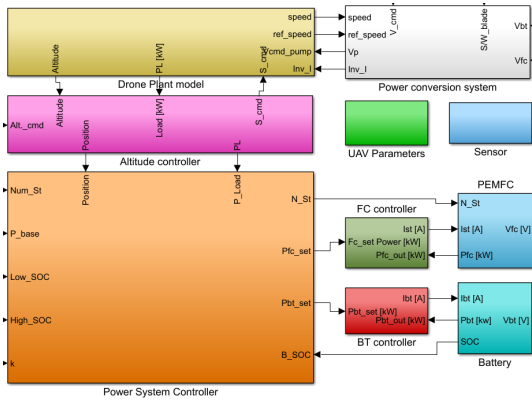 speed
ref_speed
Vcmd_pump
Inv_I
Altitude
PL [kW]
S_cmd
Drone Plant model
speed
ref_speed
Vp
Inv_I
V_cmd
S/W_blade
Vbt
Vfc
Power conversion system
Alt._cmd
Altitude
Position
Load [kW]
PL
S_cmd
Altitude controller
UAV Parameters
Sensor
Num_St
P_base
Low_SOC
High_SOC
k
Position
P_Load
N_St
Pfc_set
Pbt_set
B_SOC
Power System Controller
FC controller
Fc_set Power [kW]
Ist [A]
Pfc_out [kW]
PEMFC
N_St
Ist [A]
Vfc [V]
Pfc [kW]
Ibt [A]
Pbt_set [kW]
Pbt_out [kW]
BT controller
Ibt [A]
Pbt [kw]
Vbt [V]
SOC
Battery